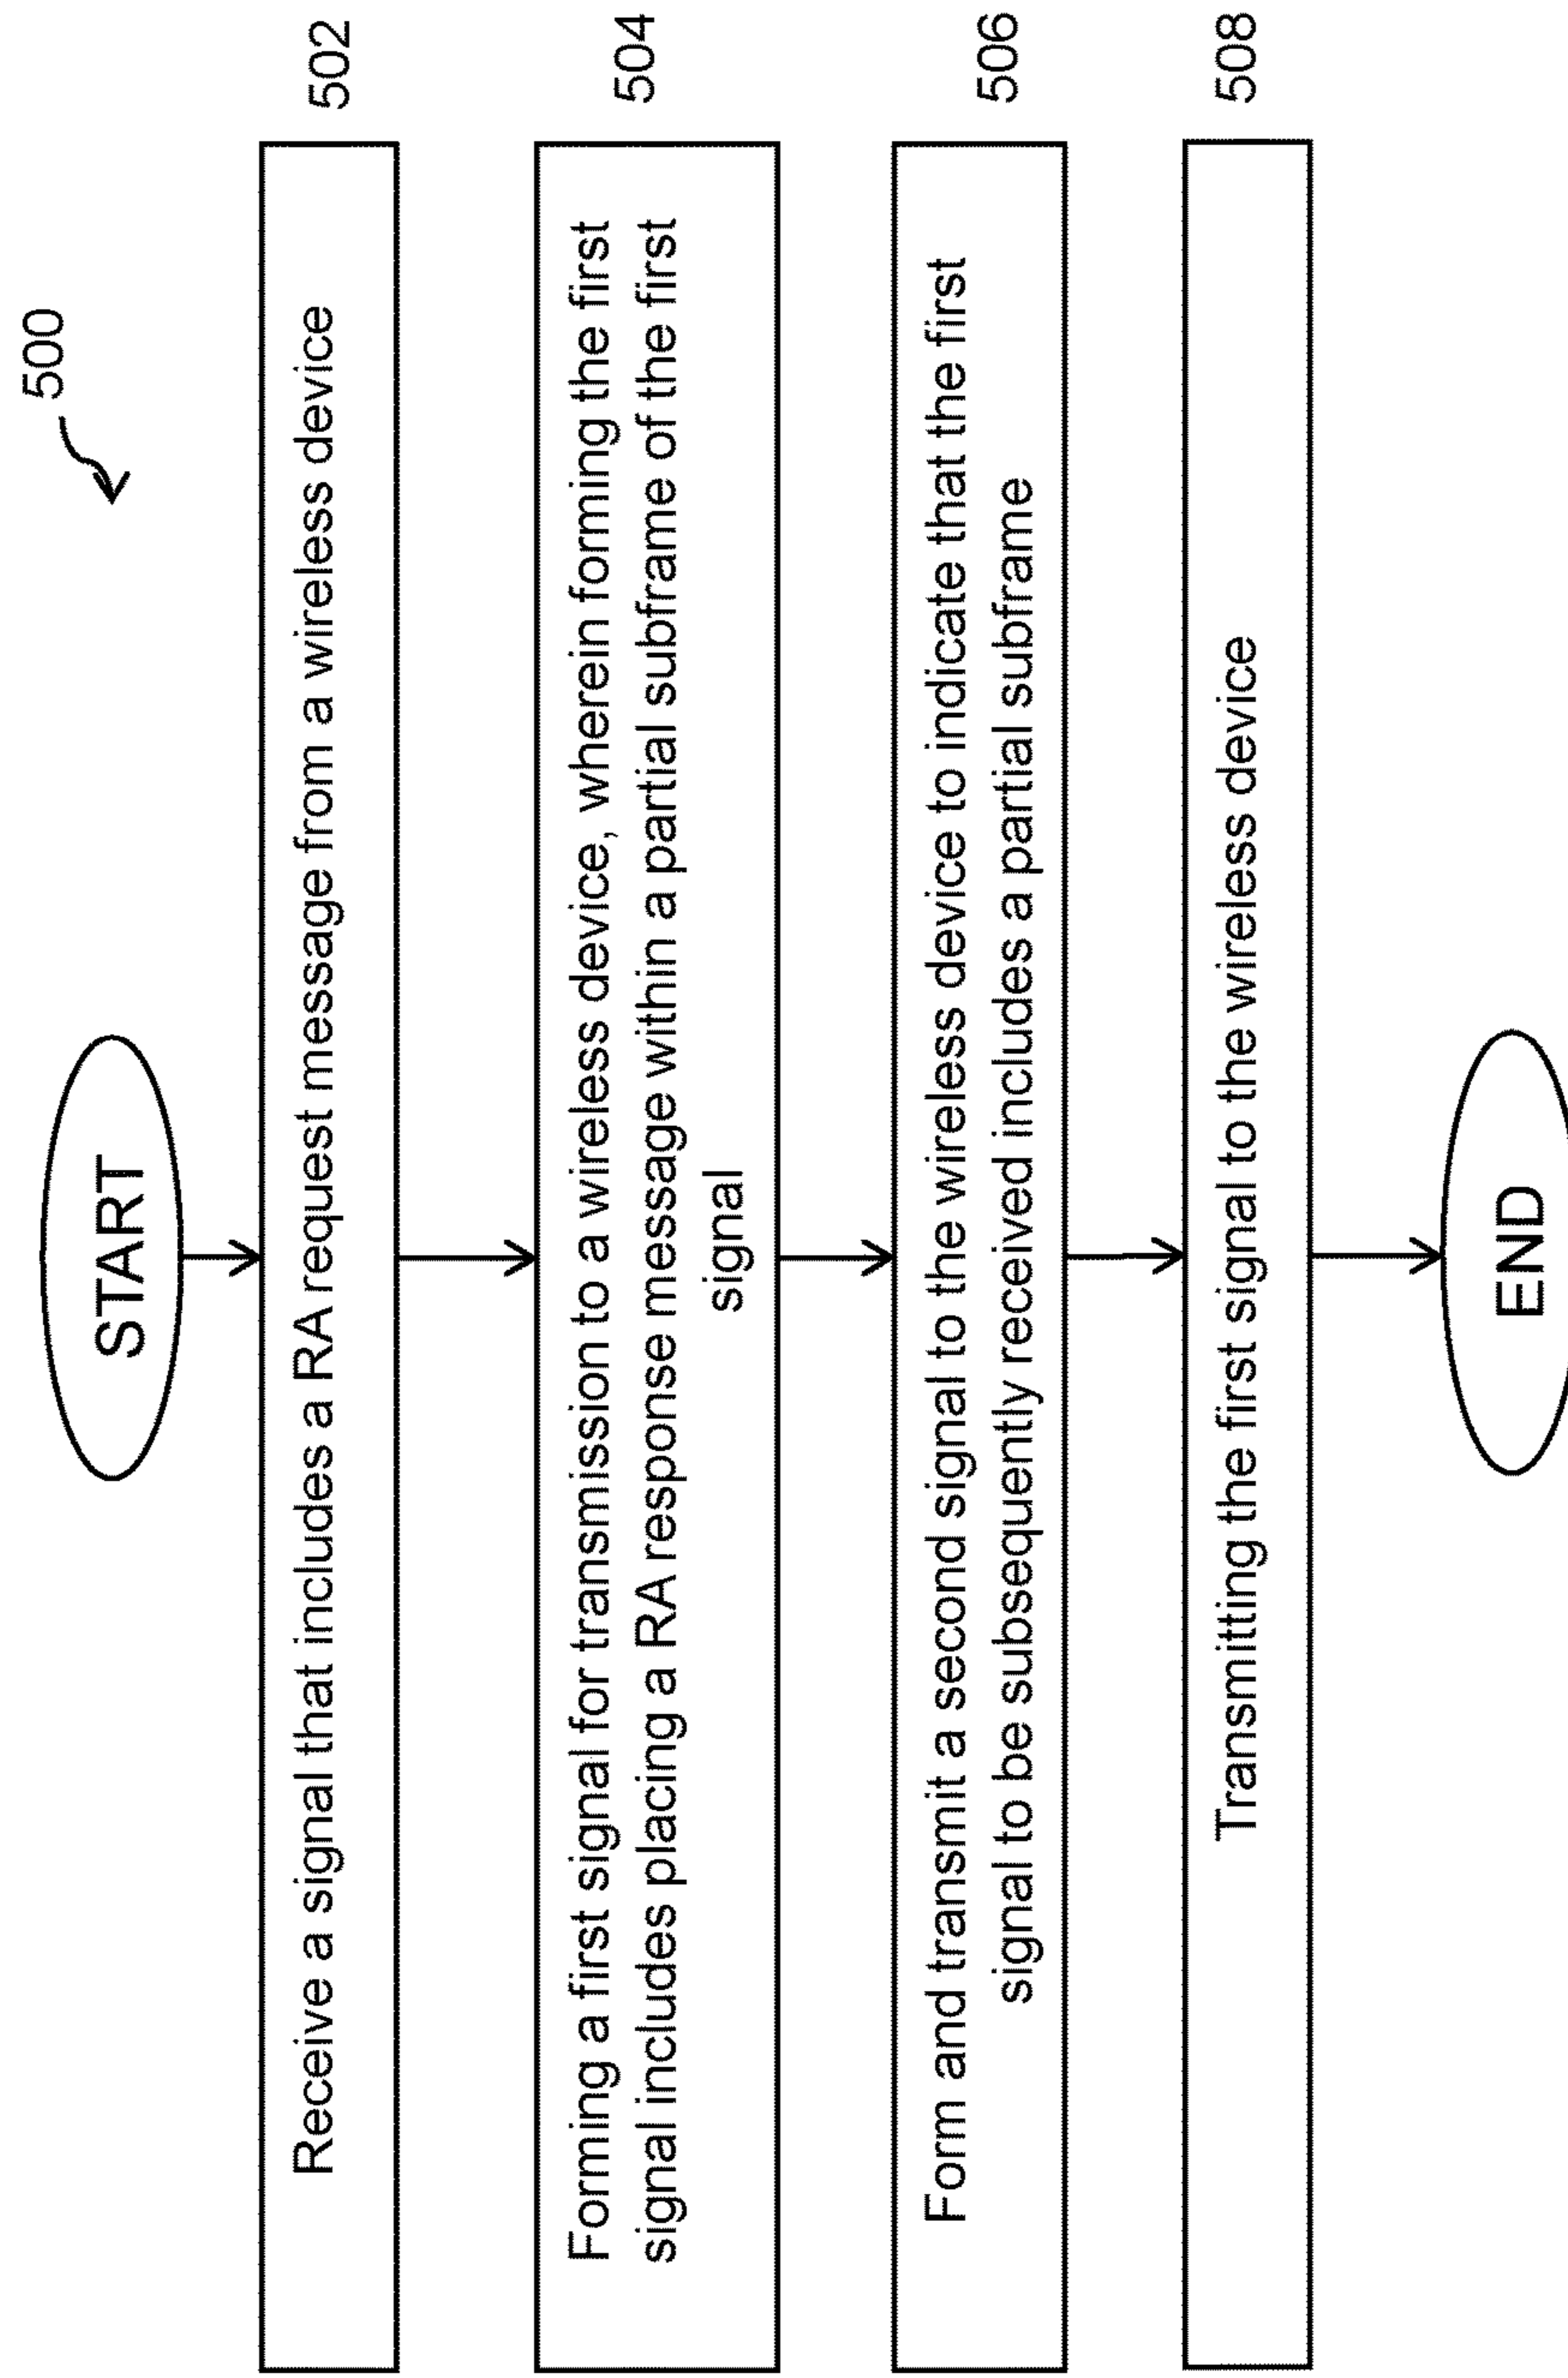 500
START
Receive a signal that includes a RA request message from a wireless device
502
Forming a first signal for transmission to a wireless device, wherein forming the first
signal includes placing a RA response message within a partial subframe of the first
signal
504
Form and transmit a second signal to the wireless device to indicate that the first
signal to be subsequently received includes a partial subframe
506
Transmitting the first signal to the wireless device
508
END